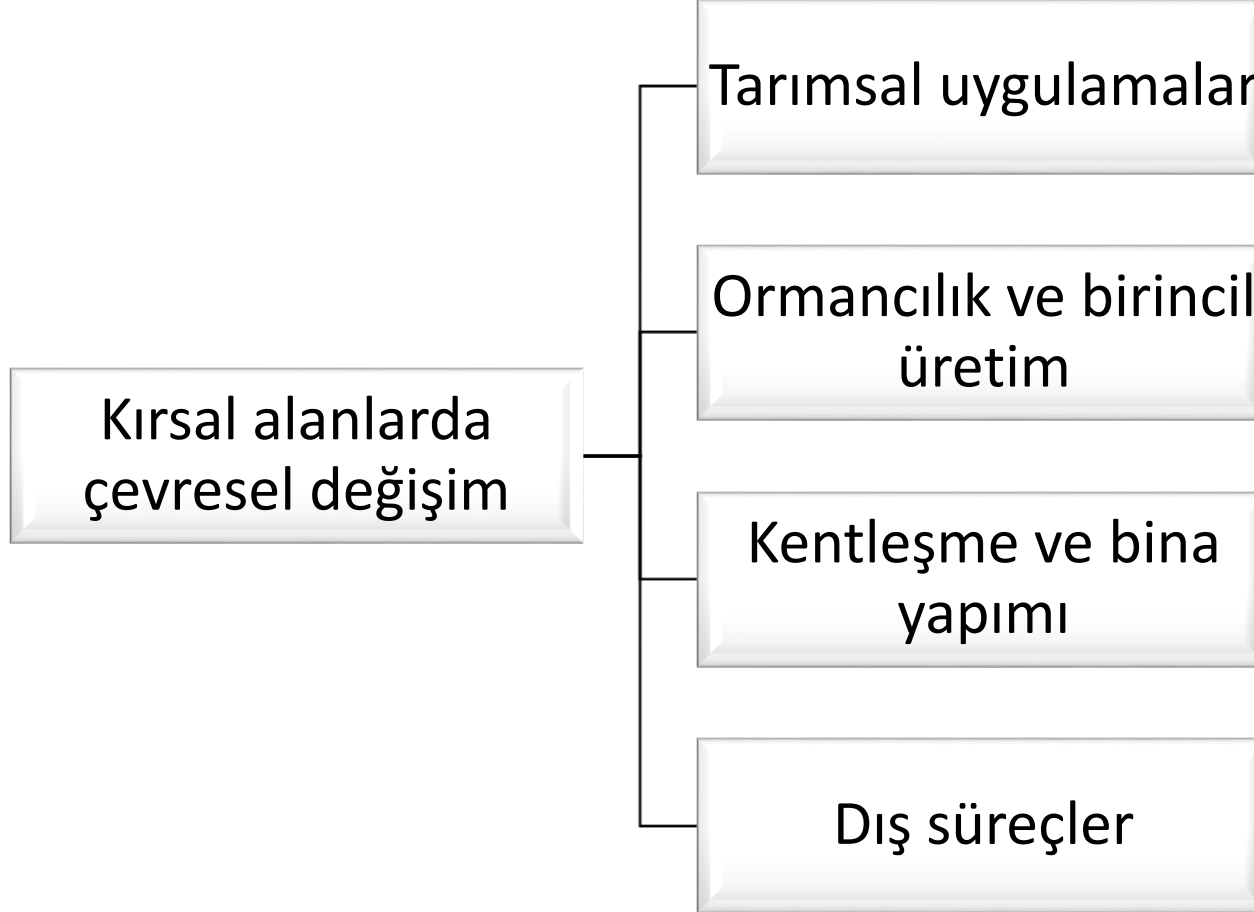 Tarımsal uygulamalar
Ormancılık ve birincil
üretim
Kırsal alanlarda
çevresel değişim
Kentleşme ve bina
yapımı
Dış süreçler